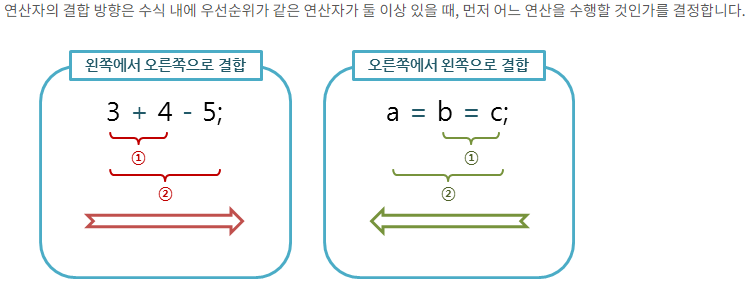 연산자의 결합 방향은 수식 내에 우선순위가 같은 연산자가 둘 이상 있을 때, 먼저 어느 연산을 수행할 것인가를 결정합니다.
왼쪽에서 오른쪽으로 결합
3 + 4 - 5;
①
②
오른쪽에서 왼쪽으로 결합
a = b = c;
①
②